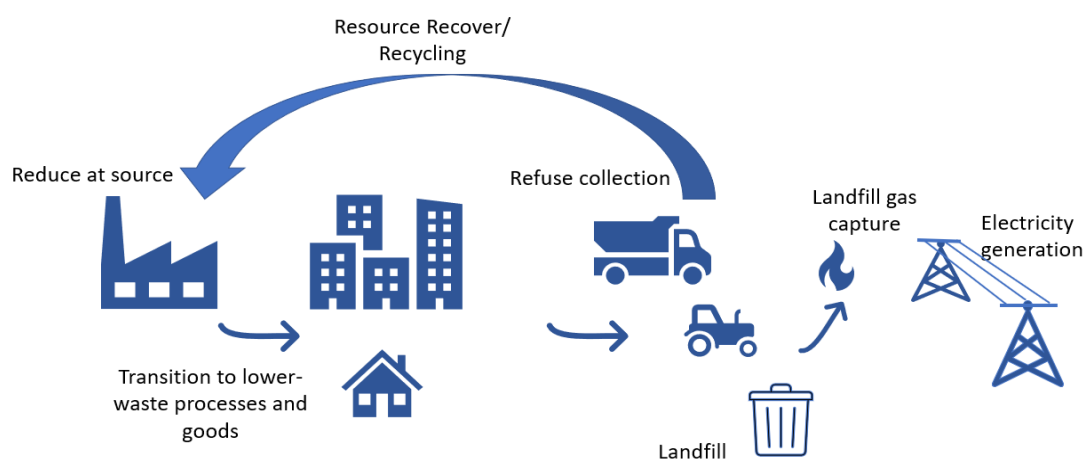 Resource Recover/
Recycling
Reduce at source
Refuse collection
Landfill gas
capture
Electricity
generation
Transition to lower-
waste processes and
goods
Landfill